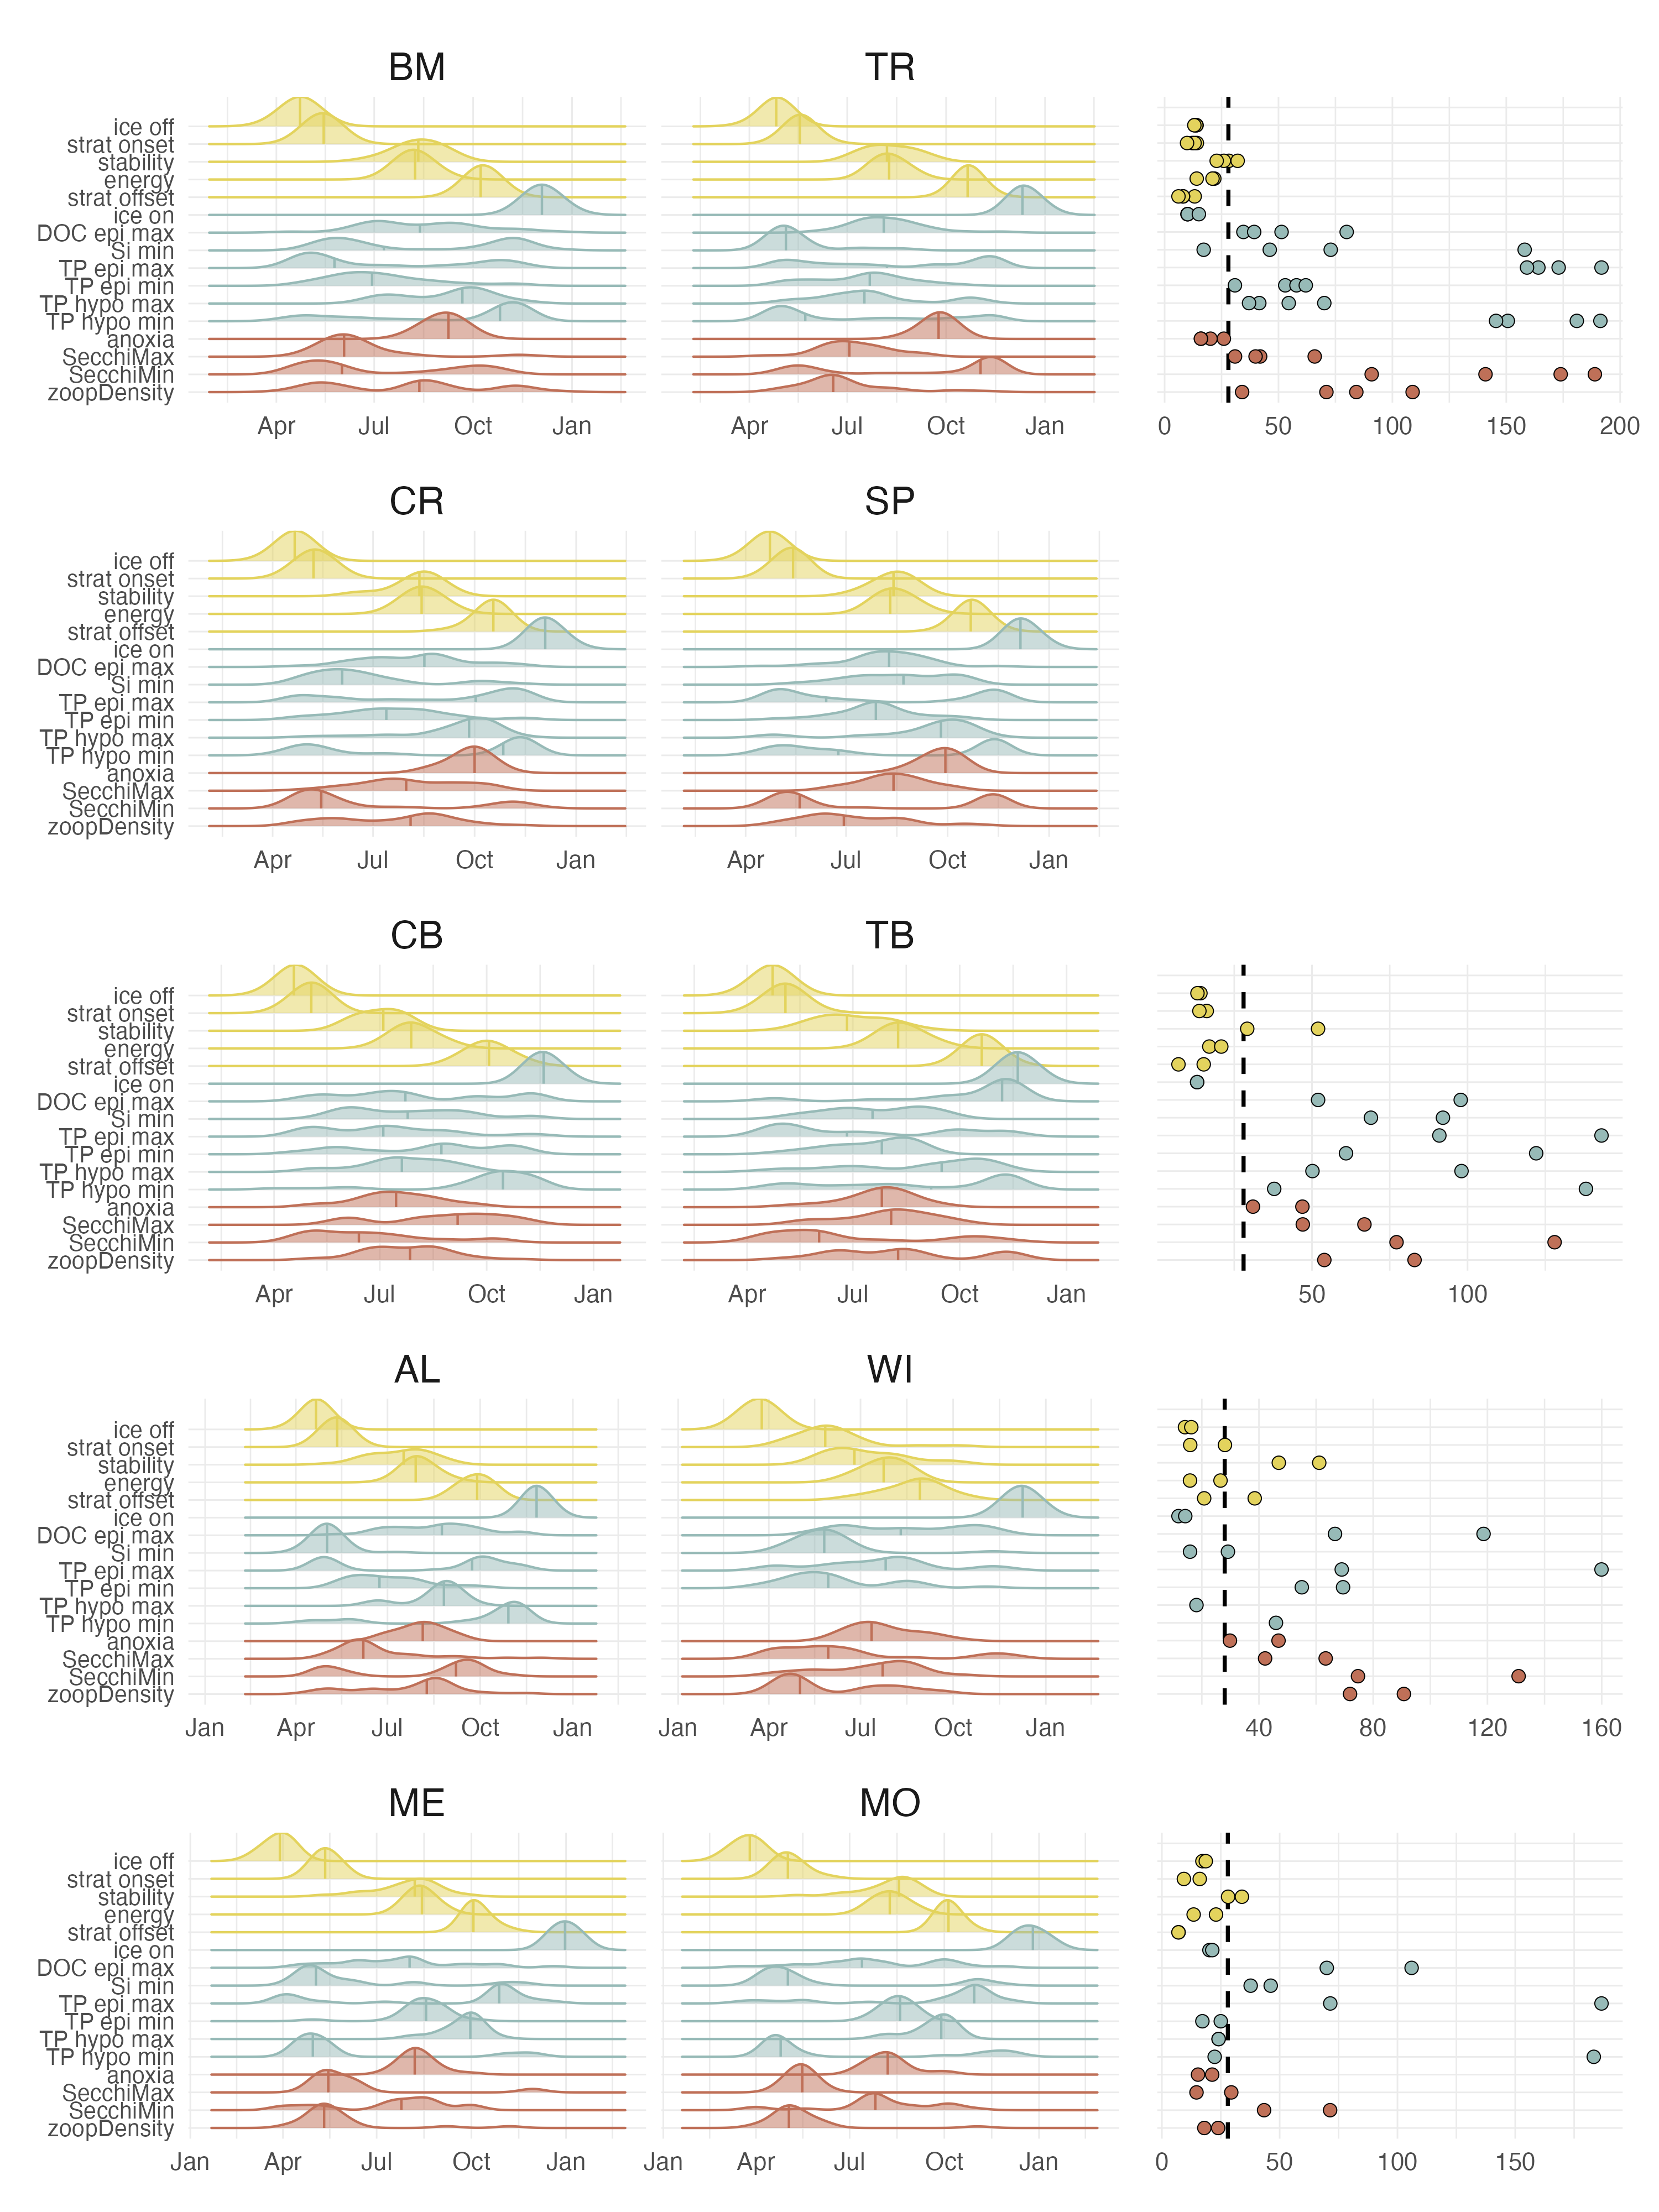 BM TR
ice off
strat onset
stability
energy
strat offset
ice on
DOC epi max
Si min
TP epi max
TP epi min
TP hypo max
TP hypo min
anoxia
SecchiMax
SecchiMin
zoopDensity
Apr Jul Oct Jan Apr Jul Oct Jan 0 50 100 150 200
CR SP
ice off
strat onset
stability
energy
strat offset
ice on
DOC epi max
Si min
TP epi max
TP epi min
TP hypo max
TP hypo min
anoxia
SecchiMax
SecchiMin
zoopDensity
Apr Jul Oct Jan Apr Jul Oct Jan
CB TB
ice off
strat onset
stability
energy
strat offset
ice on
DOC epi max
Si min
TP epi max
TP epi min
TP hypo max
TP hypo min
anoxia
SecchiMax
SecchiMin
zoopDensity
Apr Jul Oct Jan Apr Jul Oct Jan 50 100
AL WI
ice off
strat onset
stability
energy
strat offset
ice on
DOC epi max
Si min
TP epi max
TP epi min
TP hypo max
TP hypo min
anoxia
SecchiMax
SecchiMin
zoopDensity
Jan Apr Jul Oct Jan Jan Apr Jul Oct Jan 40 80 120 160
ME MO
ice off
strat onset
stability
energy
strat offset
ice on
DOC epi max
Si min
TP epi max
TP epi min
TP hypo max
TP hypo min
anoxia
SecchiMax
SecchiMin
zoopDensity
Jan Apr Jul Oct Jan Jan Apr Jul Oct Jan 0 50 100 150